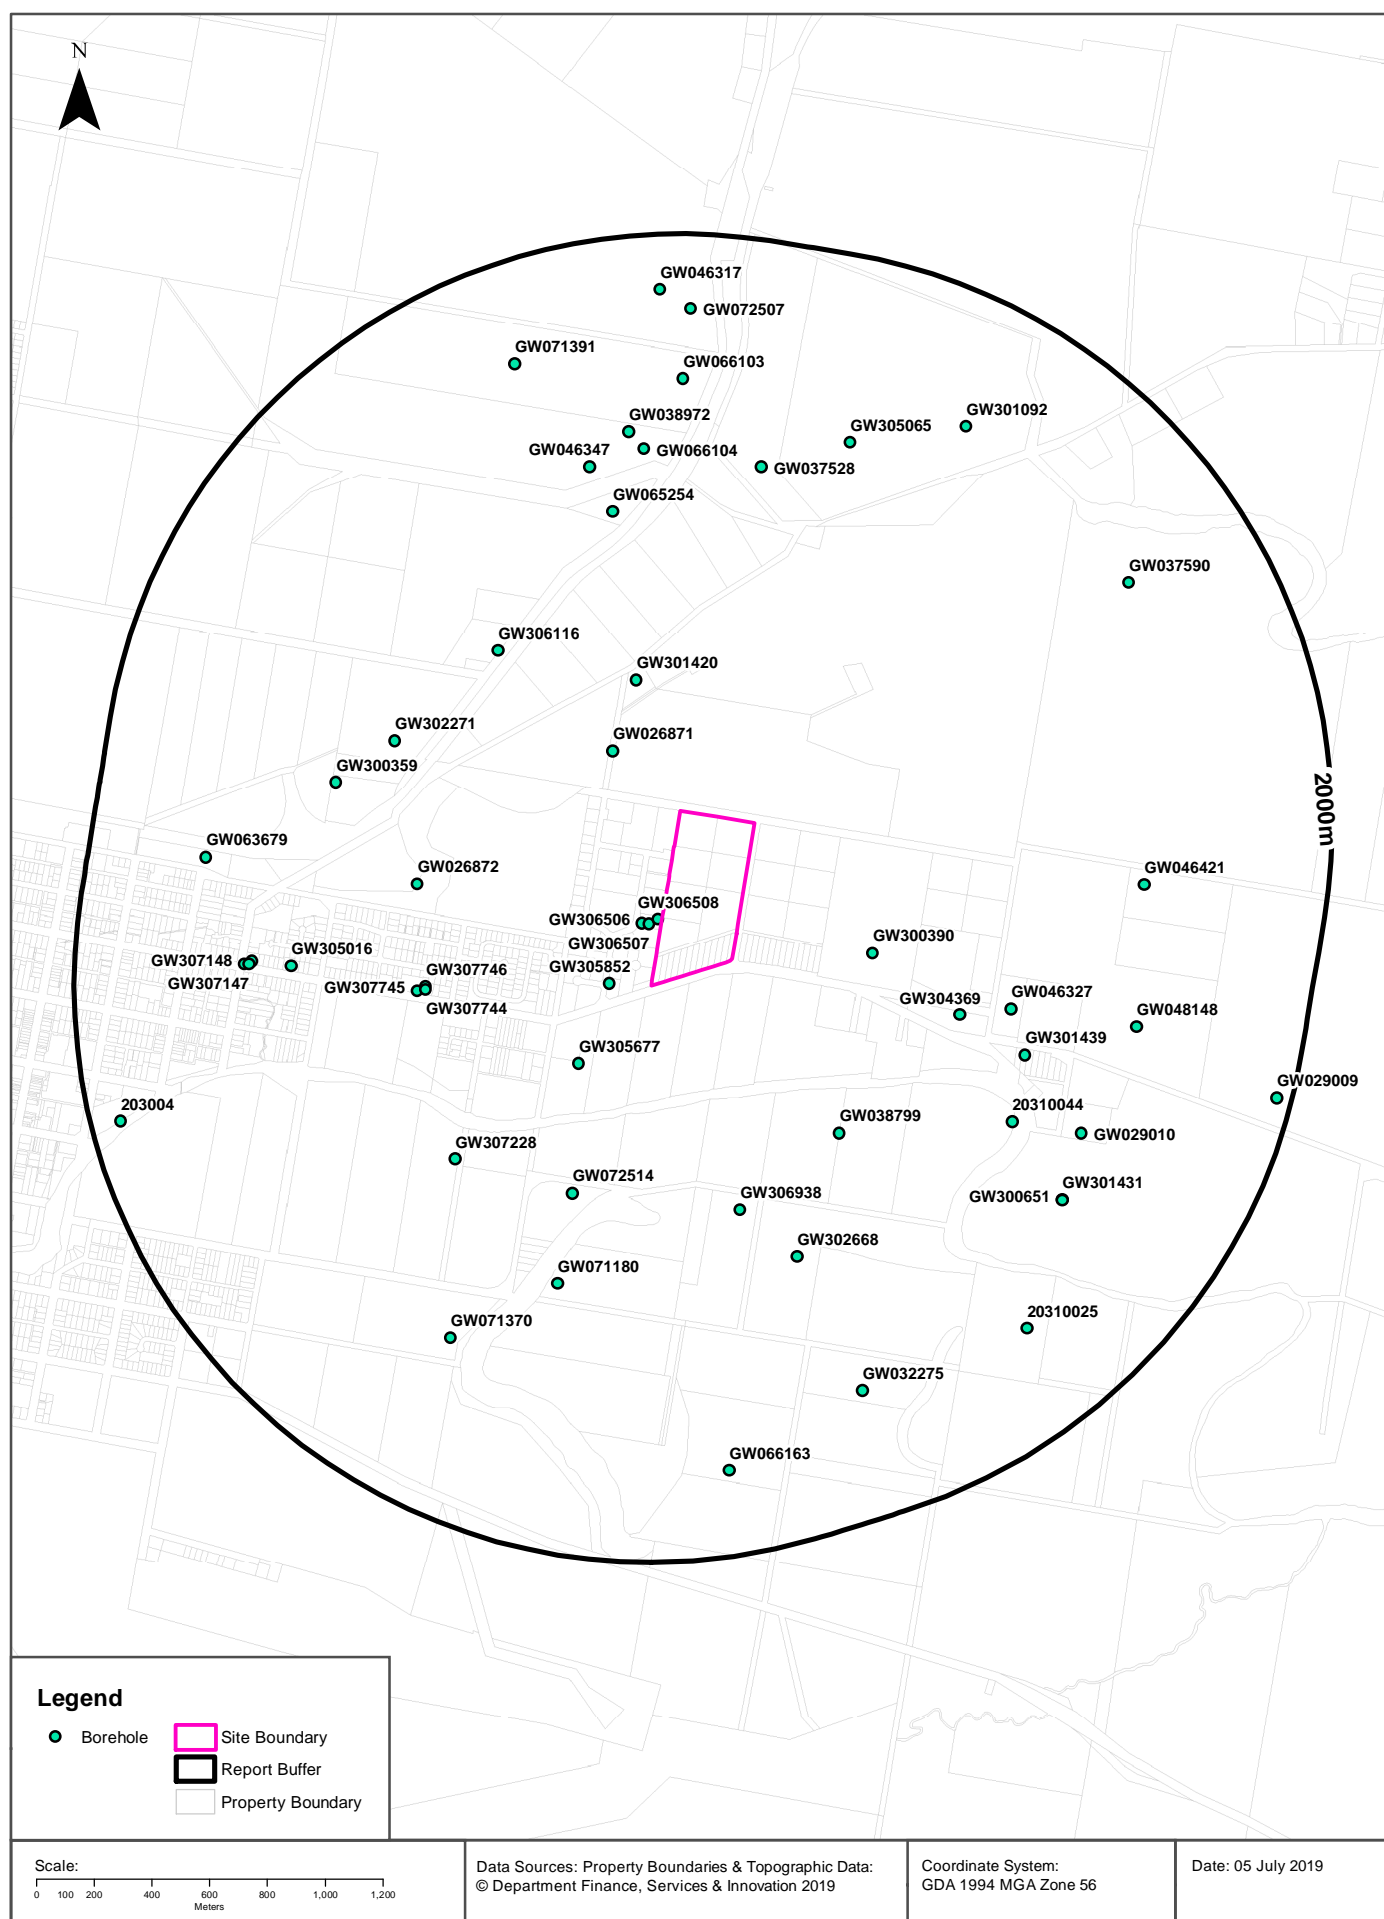 N
GW046317
GW072507
GW071391
GW066103
GW038972
GW301092
GW305065
GW046347
GW066104
GW037528
GW065254
GW037590
GW306116
GW301420
GW302271
GW026871
GW300359
2000m
GW063679
GW026872
GW046421
GW306508
GW306506
GW306507
GW300390
GW305016
GW307148
GW307147
GW307746
GW305852
GW307745
GW307744
GW304369
GW046327
GW048148
GW301439
GW305677
GW029009
203004
20310044
GW038799
GW029010
GW307228
GW072514
GW306938
GW300651
GW301431
GW302668
GW071180
GW071370
20310025
GW032275
GW066163
Legend
Borehole
Site Boundary
Report Buffer
Property Boundary
Scale:
0 100 200 400 600 800 1,000 1,200
Meters
Data Sources: Property Boundaries & Topographic Data:
© Department Finance, Services & Innovation 2019
Coordinate System:
GDA 1994 MGA Zone 56
Date: 05 July 2019